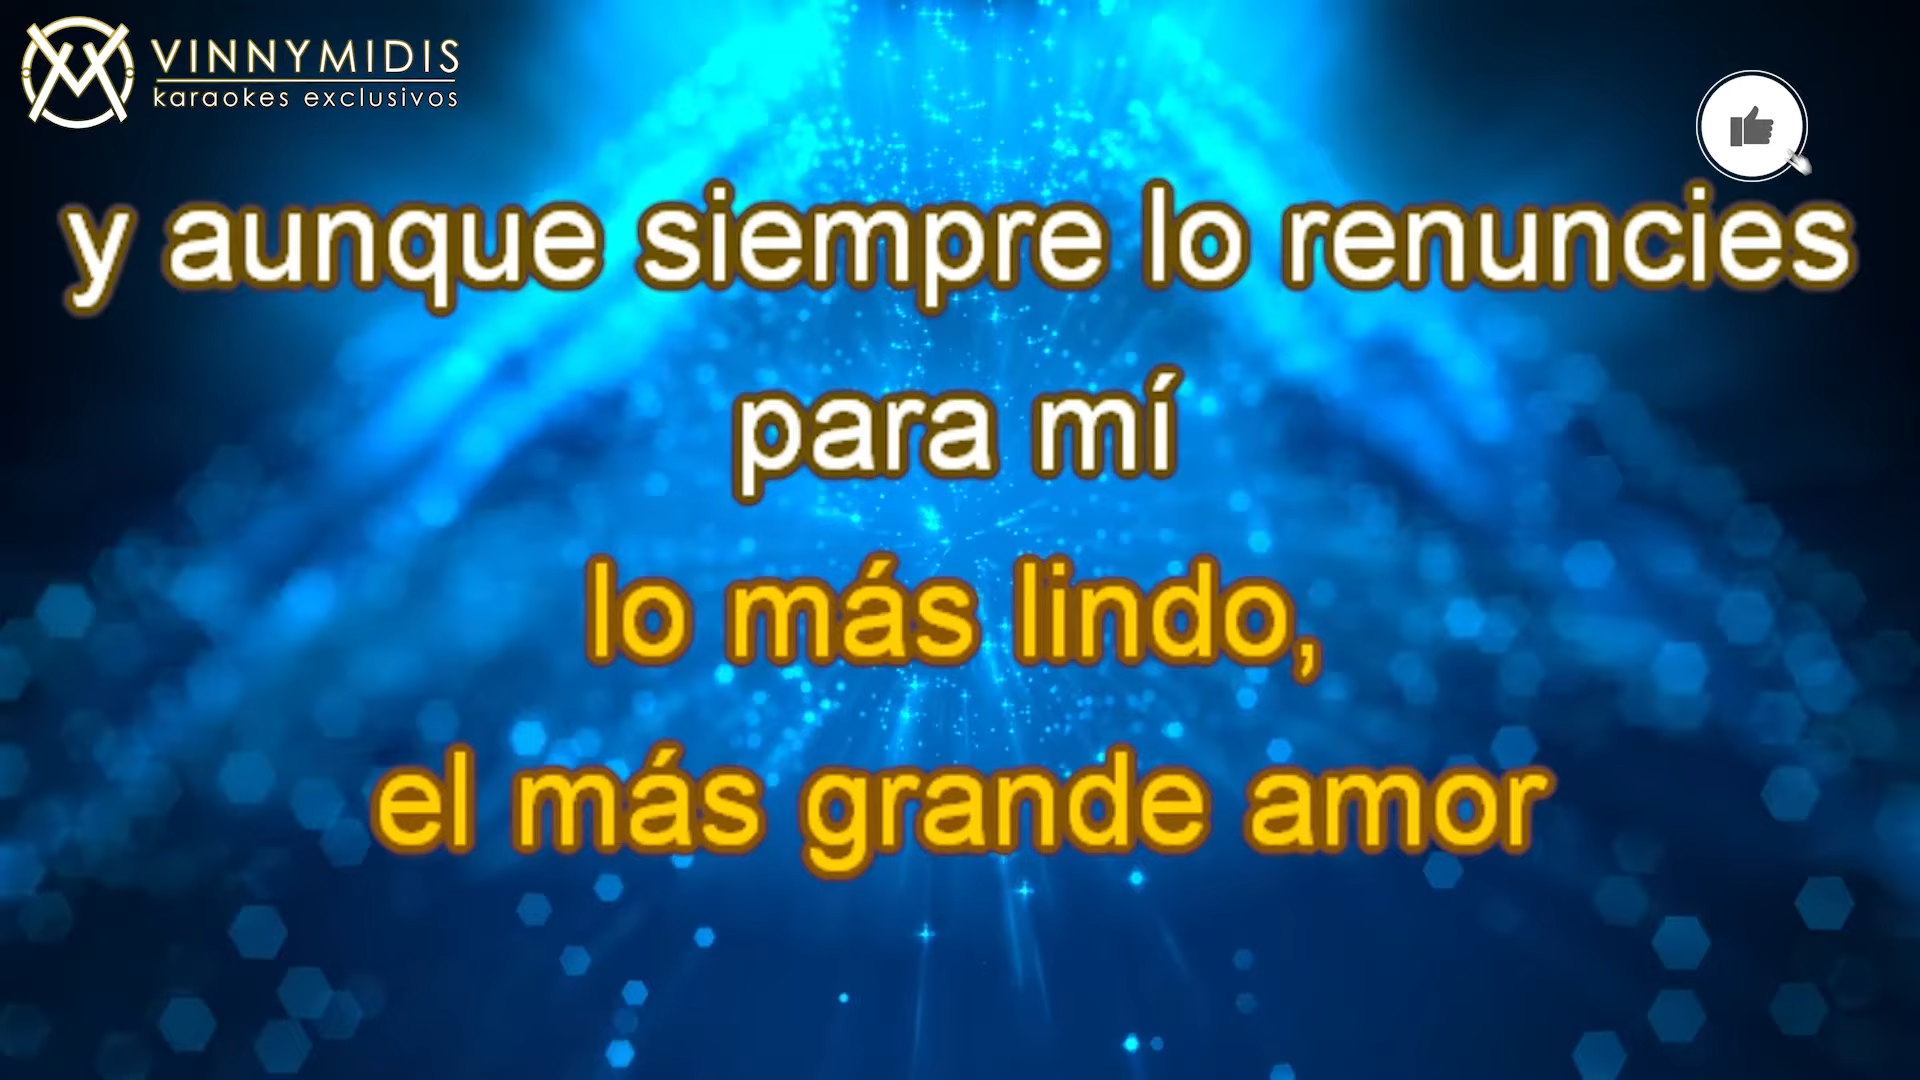 VINNYMIDIS
karaokes exclusivos
y aunque siempre lo renuncies
para mí
lo más lindo,
el más grande amor